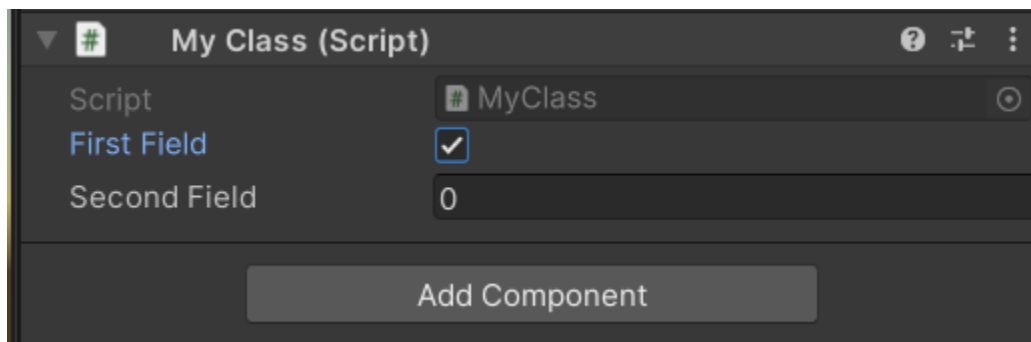 My Class (Script)
Script # MyClass
First Field
Second Field 0
Add Component